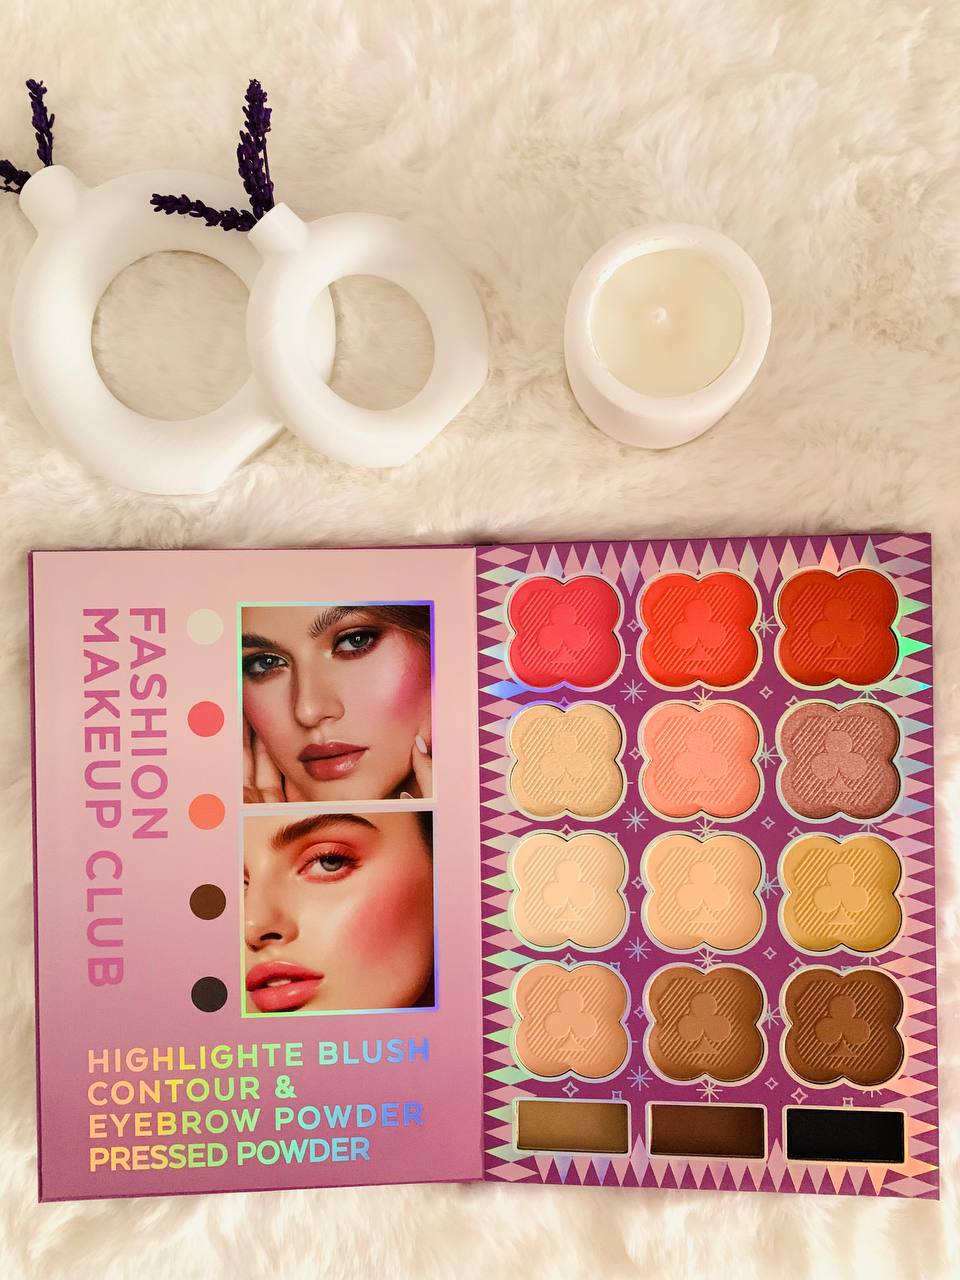 FASHION
MAKEUP CLUB
HIGHLIGHTE BLUSH
CONTOUR &
EYEBROW POWDER
PRESSED POWDER